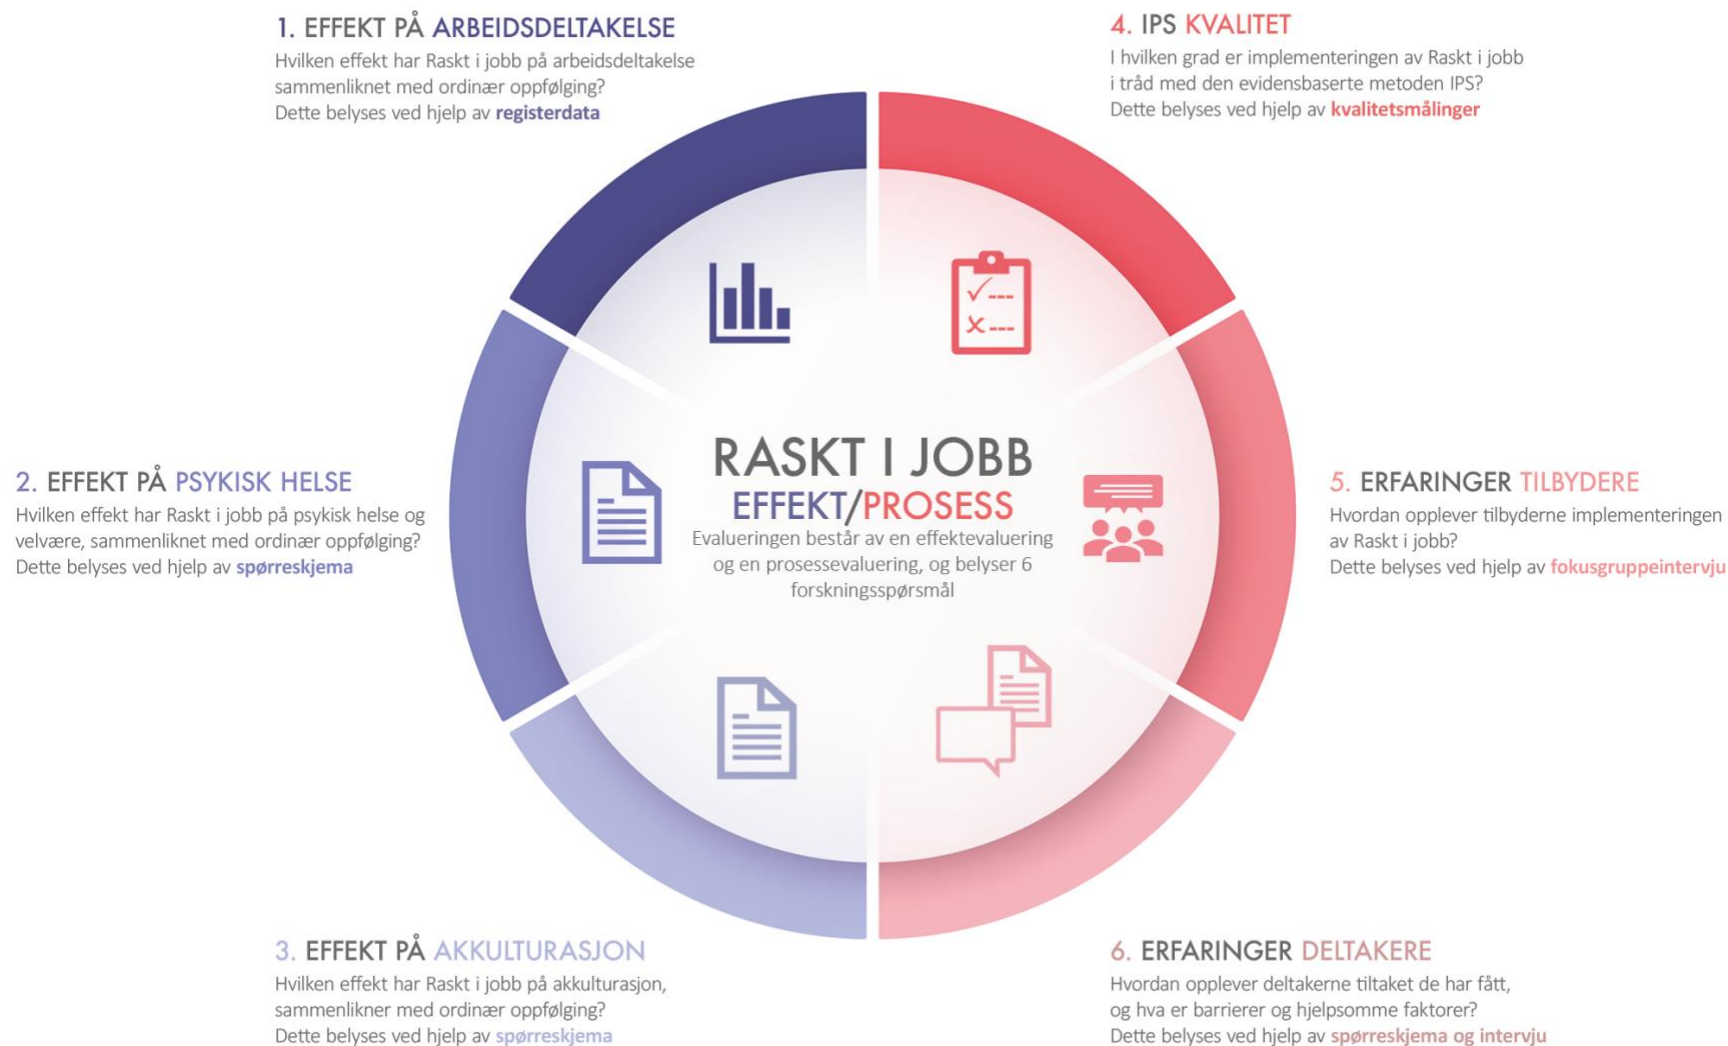 1. EFFEKT PÅ ARBEIDSDELTAKELSE
Hvilken effekt har Raskt i jobb på arbeidsdeltakelse
sammenliknet med ordinær oppfølging?
Dette belyses ved hjelp av registerdata
2. EFFEKT PÅ PSYKISK HELSE
Hvilken effekt har Raskt i jobb på psykisk helse og
velvære, sammenliknet med ordinær oppfølging?
Dette belyses ved hjelp av spørreskjema
3. EFFEKT PÅ AKKULTURASJON
Hvilken effekt har Raskt i jobb på akkulturasjon,
sammenlikner med ordinær oppfølging?
Dette belyses ved hjelp av spørreskjema
RASKT I JOBB
EFFEKT/PROSESS
Evalueringen består av en effektevaluering
og en prosessevaluering, og belyser 6
forskningsspørsmål
4. IPS KVALITET
I hvilken grad er implementeringen av Raskt i jobb
i tråd med den evidensbaserte metoden IPS?
Dette belyses ved hjelp av kvalitetsmålinger
5. ERFARINGER TILBYDERE
Hvordan opplever tilbyderne implementeringen
av Raskt i jobb?
Dette belyses ved hjelp av fokusgruppeintervju
6. ERFARINGER DELTAKERE
Hvordan opplever deltakerne tiltaket de har fått,
og hva er barrierer og hjelpsomme faktorer?
Dette belyses ved hjelp av spørreskjema og intervju